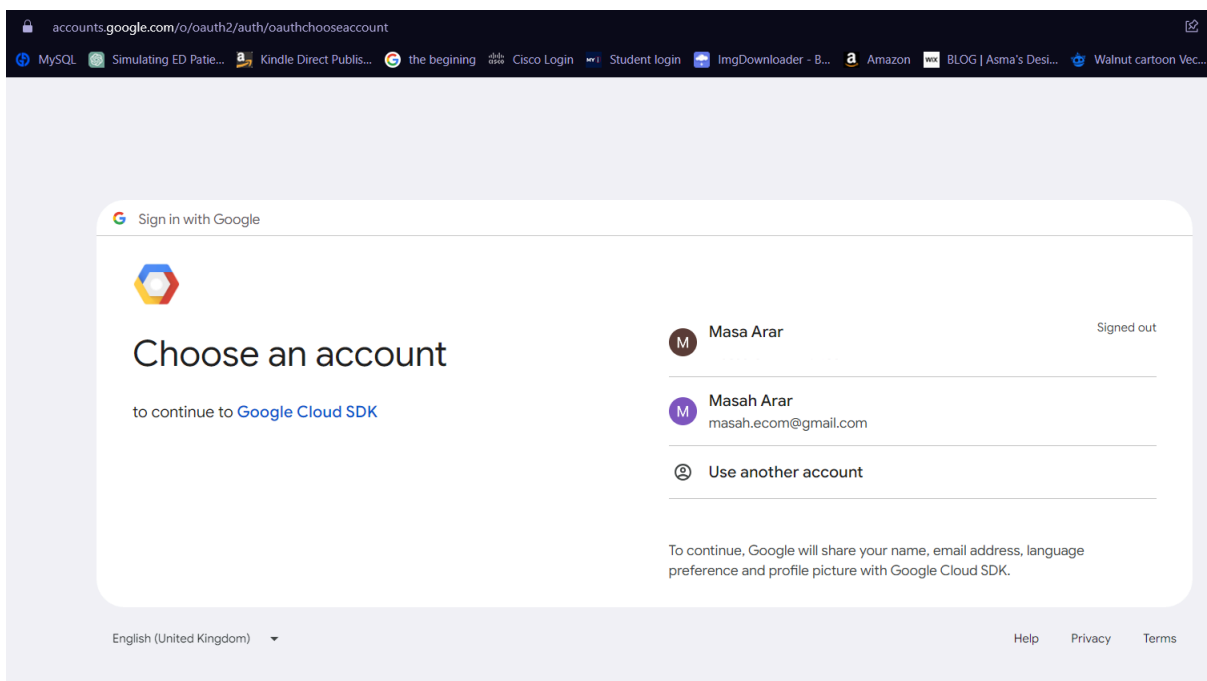 accounts.google.com/o/oauth2/auth/oauthchooseaccount
MySQL Simulating ED Patie... Kindle Direct Publis... the begining Cisco Login Student login ImgDownloader - B... Amazon BLOG | Asma's Desi... Walnut cartoon Vec...
Sign in with Google
Choose an account
to continue to Google Cloud SDK
M Masa Arar Signed out
M Masah Arar
masah.ecom@gmail.com
Use another account
To continue, Google will share your name, email address, language
preference and profile picture with Google Cloud SDK.
English (United Kingdom) Help Privacy Terms